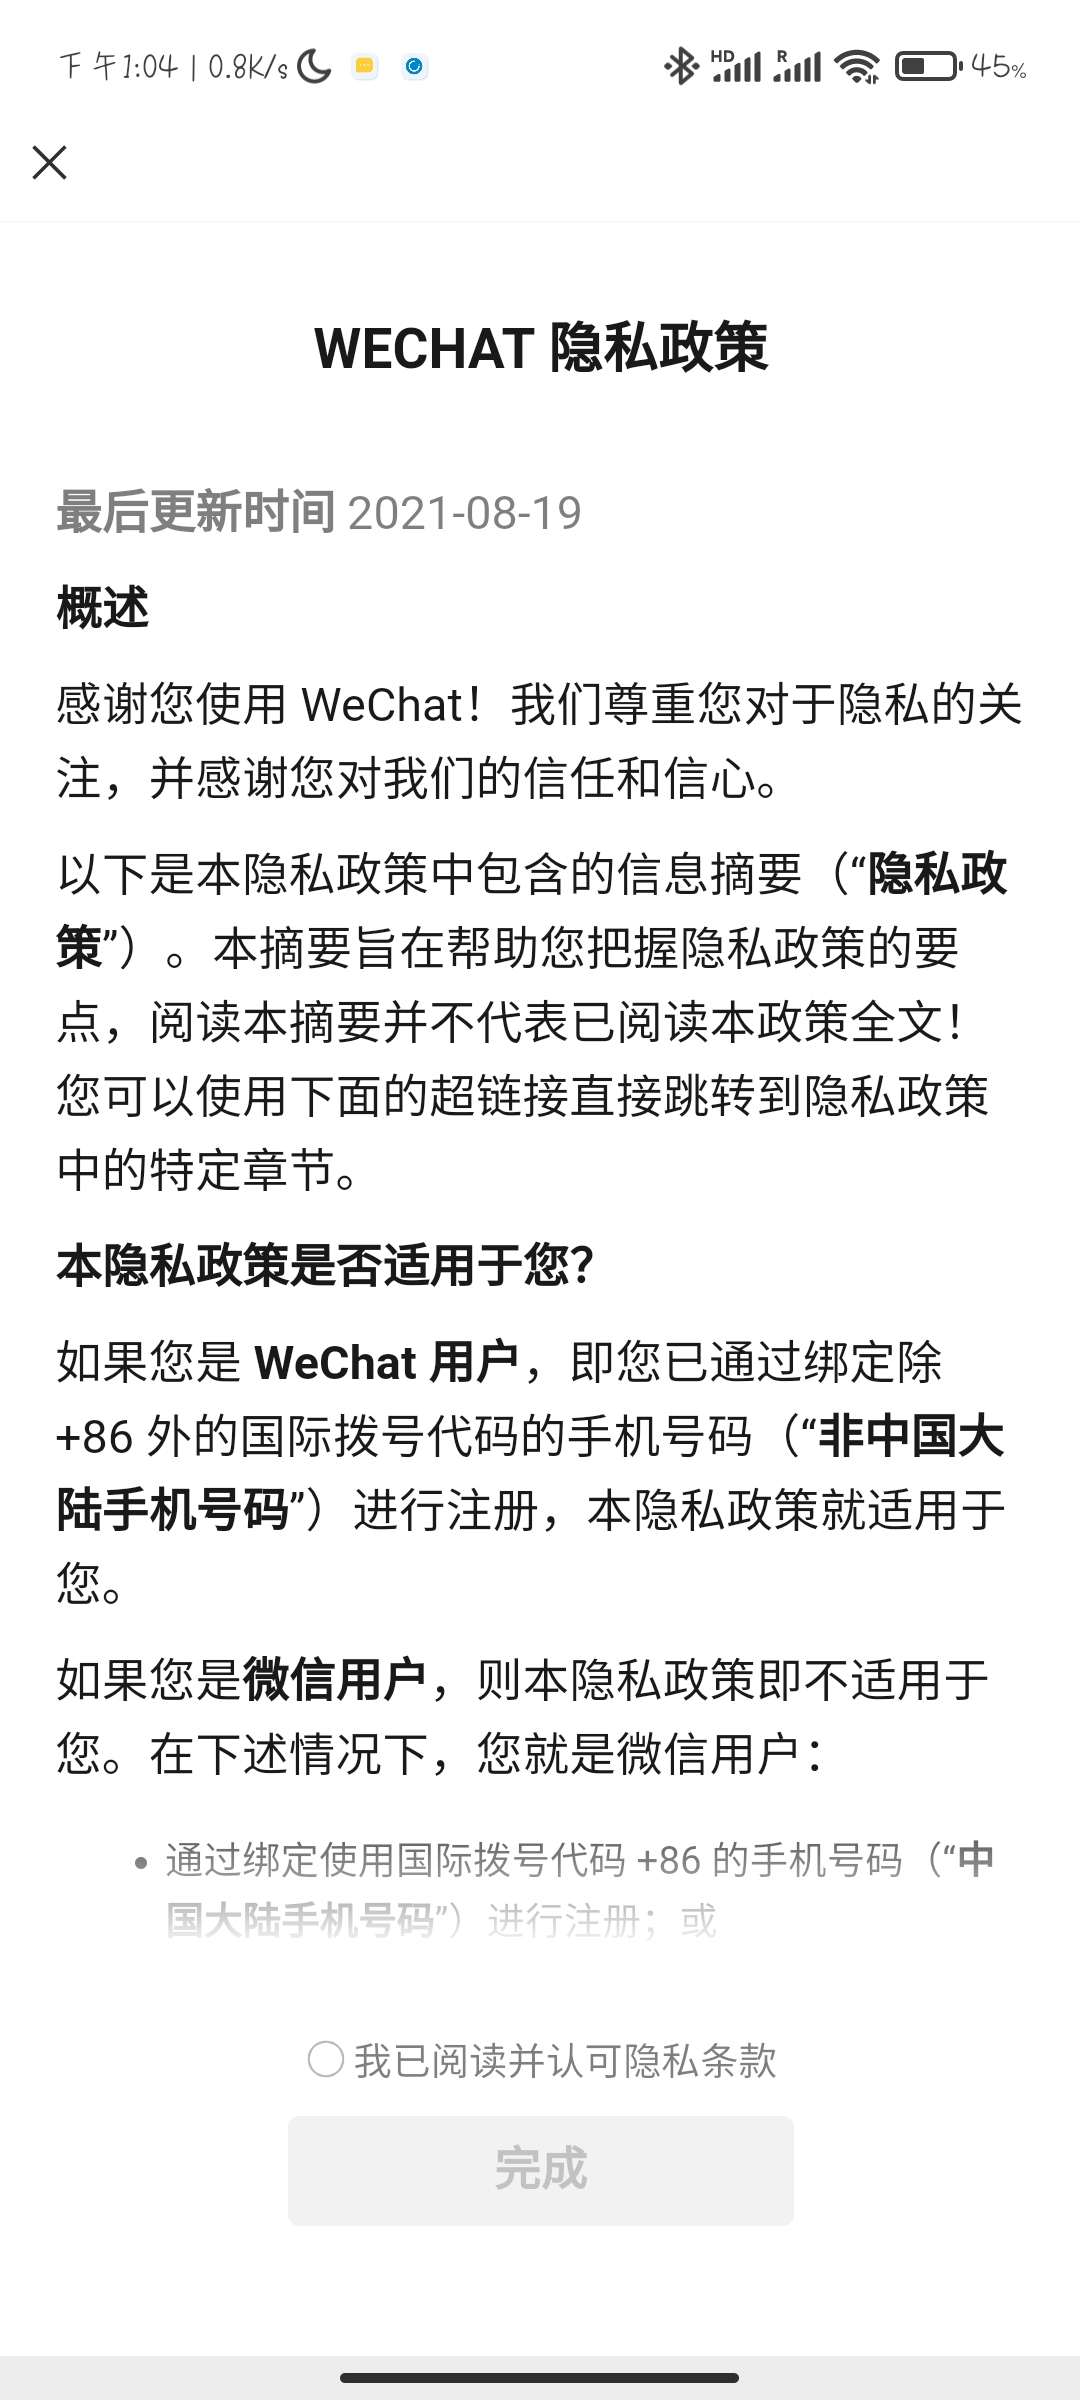 下午1:04 | 0.8K/s HD R 45%
WECHAT 隐私政策
最后更新时间 2021-08-19
概述
感谢您使用 WeChat！我们尊重您对于隐私的关
注，并感谢您对我们的信任和信心。
以下是本隐私政策中包含的信息摘要（“隐私政
策”）。本摘要旨在帮助您把握隐私政策的要
点，阅读本摘要并不代表已阅读本政策全文！
您可以使用下面的超链接直接跳转到隐私政策
中的特定章节。
本隐私政策是否适用于您？
如果您是 WeChat 用户，即您已通过绑定除
+86 外的国际拨号代码的手机号码（“非中国大
陆手机号码”）进行注册，本隐私政策就适用于
您。
如果您是微信用户，则本隐私政策即不适用于
您。在下述情况下，您就是微信用户：
• 通过绑定使用国际拨号代码 +86 的手机号码（“中
国大陆手机号码”）进行注册；或
我已阅读并认可隐私条款
完成